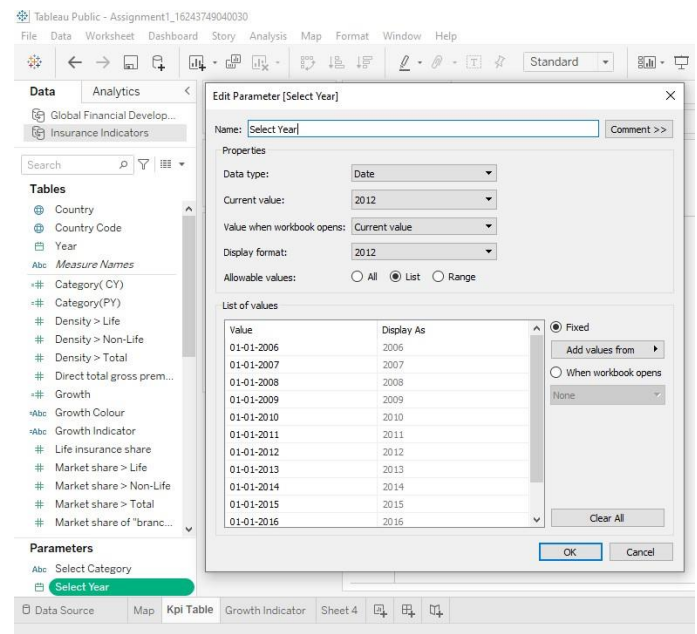 Tableau Public - Assignment1_16243749040030
File Data Worksheet Dashboard Story Analysis Map Format Window Help
Standard
Data Analytics
Global Financial Develop...
Insurance Indicators
Search
Tables
Country
Country Code
Year
Abc Measure Names
=# Category( CY)
=# Category(PY)
# Density > Life
# Density > Non-Life
# Density > Total
# Direct total gross prem...
=# Growth
=Abc Growth Colour
=Abc Growth Indicator
# Life insurance share
# Market share > Life
# Market share > Non-Life
# Market share > Total
# Market share of "branc...
Parameters
Abc Select Category
Select Year
Edit Parameter [Select Year]
Name: Select Year Comment >>
Properties
Data type: Date
Current value: 2012
Value when workbook opens: Current value
Display format: 2012
Allowable values: All List Range
List of values
Value Display As
01-01-2006 2006
01-01-2007 2007
01-01-2008 2008
01-01-2009 2009
01-01-2010 2010
01-01-2011 2011
01-01-2012 2012
01-01-2013 2013
01-01-2014 2014
01-01-2015 2015
01-01-2016 2016
Fixed
Add values from
When workbook opens
None
Clear All
OK Cancel
Data Source Map Kpi Table Growth Indicator Sheet 4